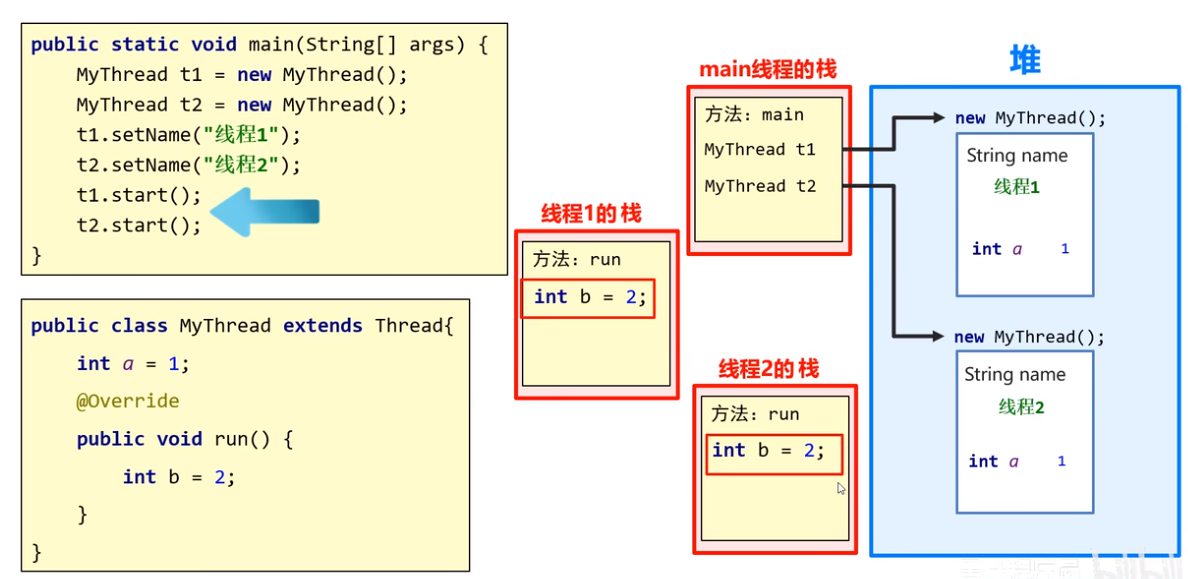 public static void main(String[] args) {
MyThread t1 = new MyThread();
MyThread t2 = new MyThread();
t1.setName("线程1");
t2.setName("线程2");
t1.start();
t2.start();
}
public class MyThread extends Thread{
int a = 1;
@Override
public void run() {
int b = 2;
}
}
线程1的栈
方法：run
int b = 2;
main线程的栈
方法：main
MyThread t1
MyThread t2
线程2的栈
方法：run
int b = 2;
堆
new MyThread();
String name
线程1
int a 1
new MyThread();
String name
线程2
int a 1
bilibili